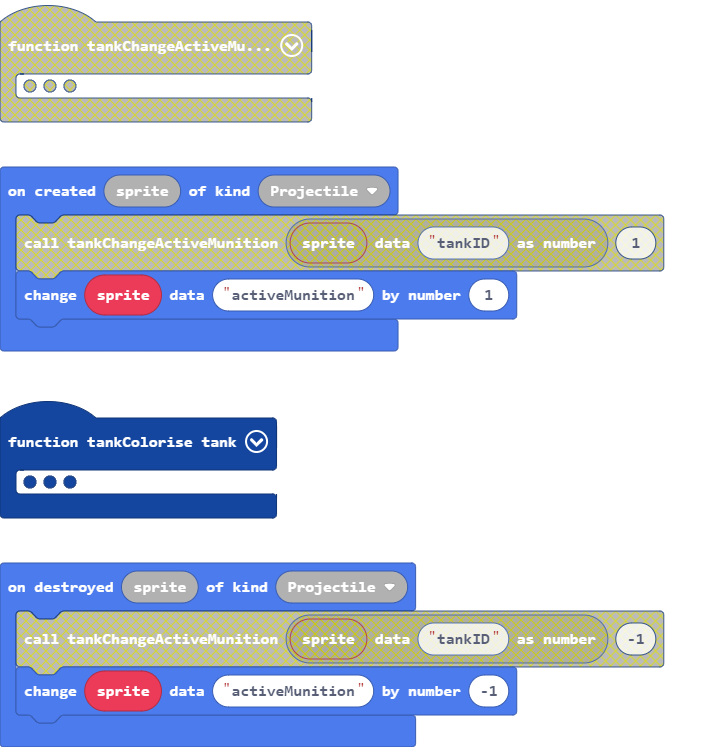 function tankChangeActiveMu...
on created sprite of kind Projectile
call tankChangeActiveMunition sprite data "tankID" as number 1
change sprite data "activeMunition" by number 1
function tankColorise tank
on destroyed sprite of kind Projectile
call tankChangeActiveMunition sprite data "tankID" as number -1
change sprite data "activeMunition" by number -1